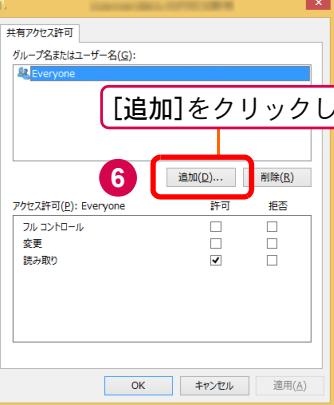 共有アクセス許可
グループ名またはユーザー名(G):
Everyone
[追加]をクリックし
6
追加(D)... 削除(R)
アクセス許可(P): Everyone 許可 拒否
フル コントロール
変更
読み取り
OK キャンセル 適用(A)